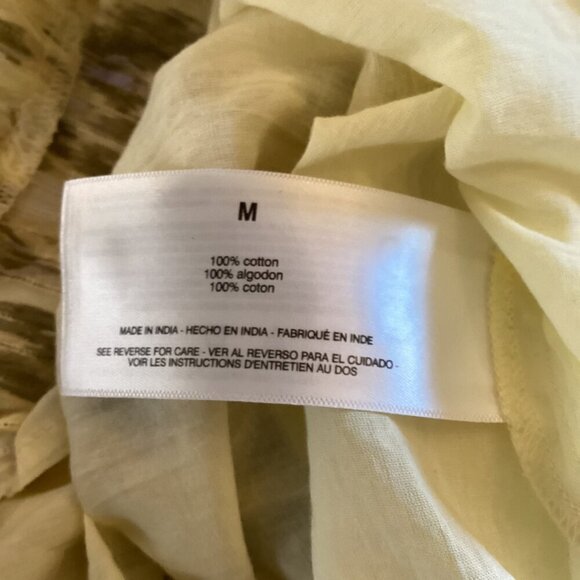 M
100% cotton
100% algodon
100% coton
MADE IN INDIA - HECHO EN INDIA - FABRIQUÉ EN INDE
SEE REVERSE FOR CARE - VER AL REVERSO PARA EL CUIDADO -
VOIR LES INSTRUCTIONS D'ENTRETIEN AU DOS